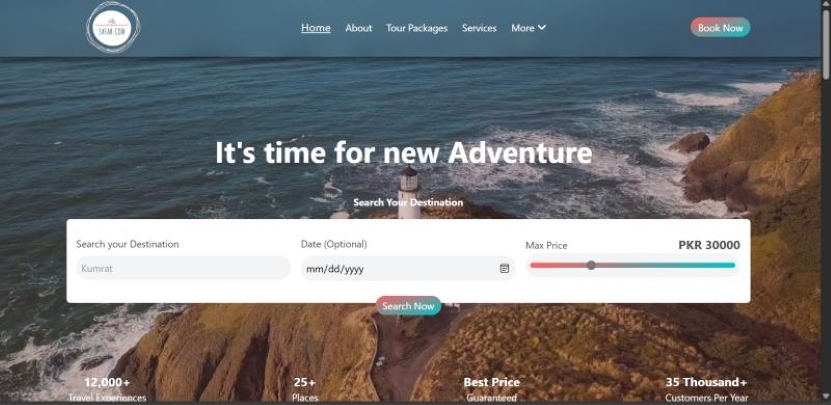 SAFAR.COM
Home About Tour Packages Services More Book Now
It's time for new Adventure
Search Your Destination
Search your Destination Date (Optional) Max Price PKR 30000
Kumrat mm/dd/yyyy
Search Now
12,000+ 25+ Best Price 35 Thousand+
Travel Experiences Places Guaranteed Customers Per Year